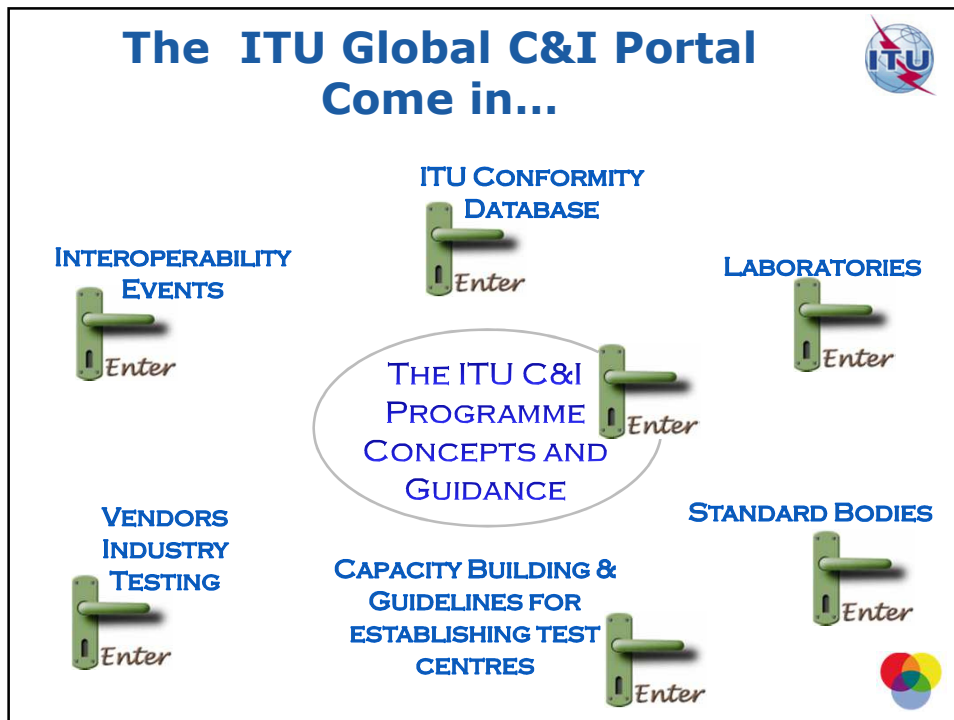 The ITU Global C&I Portal
Come in...
ITU
ITU Conformity
Database
Enter
Interoperability
Events
Enter
Laboratories
Enter
The ITU C&I
Programme
Concepts and
Guidance
Enter
Vendors
Industry
Testing
Enter
Capacity Building &
Guidelines for
establishing test
centres
Enter
Standard Bodies
Enter